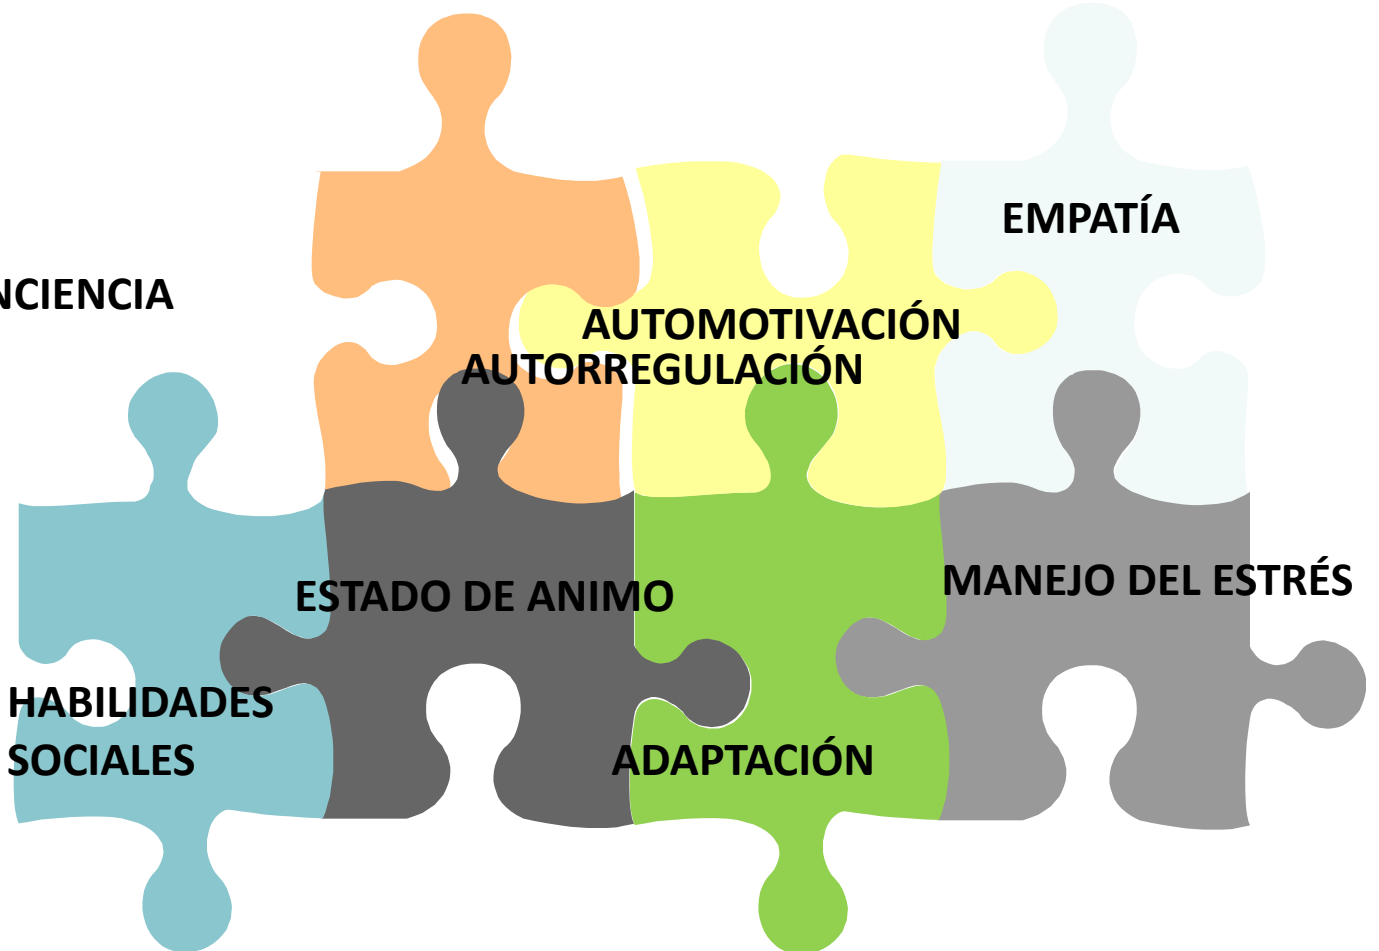 EMPATÍA
NCIENCIA
AUTOMOTIVACIÓN
AUTORREGULACIÓN
ESTADO DE ANIMO
MANEJO DEL ESTRÉS
HABILIDADES
SOCIALES
ADAPTACIÓN